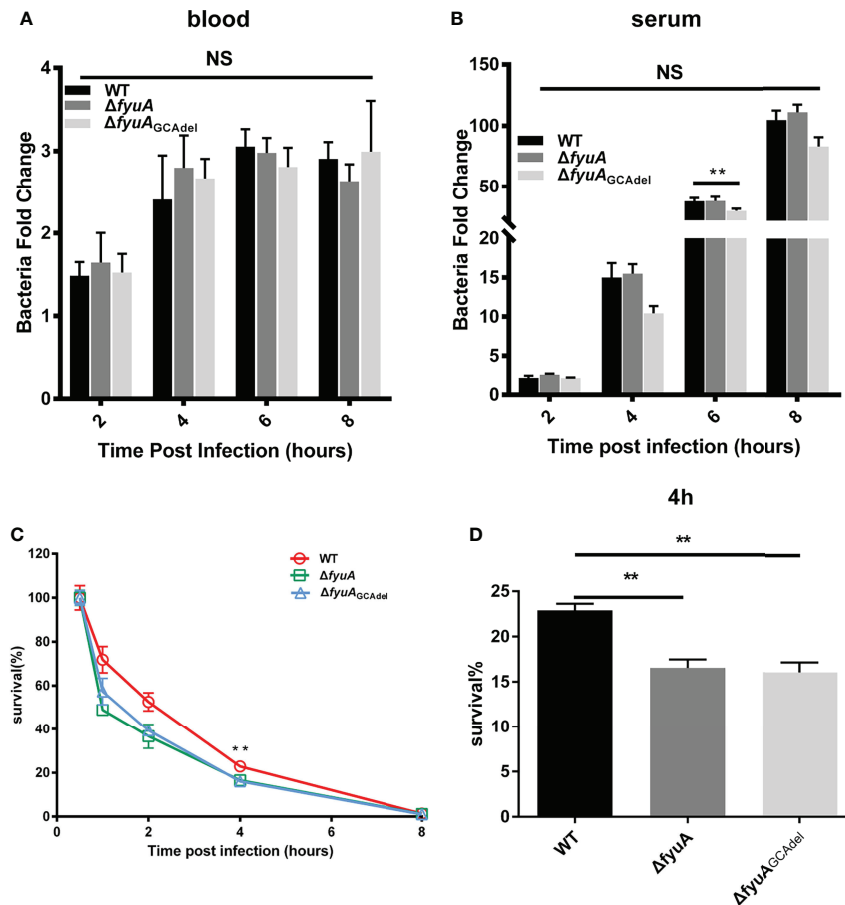 A
blood
NS
WT
ΔfyuA
ΔfyuAGCAdel
Bacteria Fold Change
4
3
2
1
0
2 4 6 8
Time Post Infection (hours)
B
serum
NS
WT
ΔfyuA
ΔfyuAGCAdel
**
Bacteria Fold Change
150
100
50
20
15
10
5
0
2 4 6 8
Time post infection (hours)
C
WT
ΔfyuA
ΔfyuAGCAdel
survival(%)
120
100
80
60
40
20
0
**
0 2 4 6 8
Time post infection (hours)
4h
D
**
**
survival%
25
20
15
10
5
0
WT
ΔfyuA
ΔfyuAGCAdel